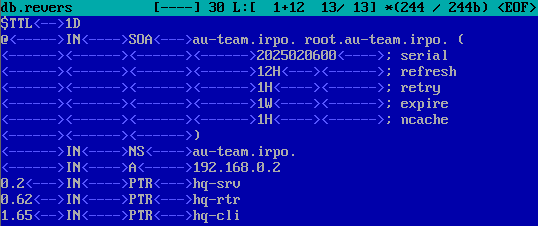 db.revers [----] 30 L:[ 1+12 13/ 13] *(244 / 244b) <EOF>
$TTL<-->1D
@<----->IN<---->SOA<--->au-team.irpo. root.au-team.irpo. (
<------><------><------><------>2025020600<---->; serial
<------><------><------><------>12H<--><------>; refresh
<------><------><------><------>1H<---><------>; retry
<------><------><------><------>1W<---><------>; expire
<------><------><------><------>1H<---><------>; ncache
<------><------><------>)
<------>IN<---->NS<---->au-team.irpo.
<------>IN<---->A<----->192.168.0.2
0.2<--->IN<---->PTR<--->hq-srv
0.62<-->IN<---->PTR<--->hq-rtr
1.65<-->IN<---->PTR<--->hq-cli